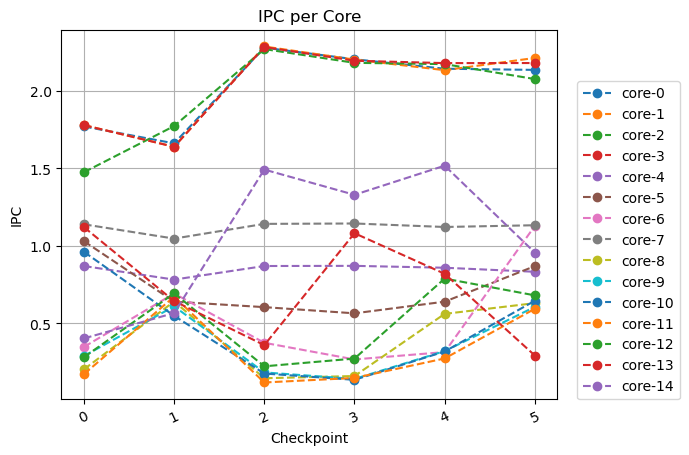 IPC per Core
IPC
2.0
1.5
1.0
0.5
0
1
2
3
4
5
Checkpoint
core-0
core-1
core-2
core-3
core-4
core-5
core-6
core-7
core-8
core-9
core-10
core-11
core-12
core-13
core-14